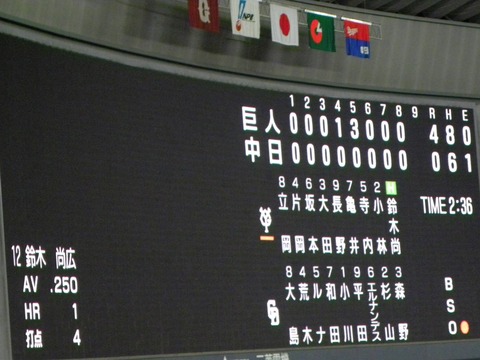 1 2 3 4 5 6 7 8 9 R H E
巨人 0 0 0 1 3 0 0 0 4 8 0
中日 0 0 0 0 0 0 0 0 0 6 1
TIME 2:36
8 4 6 3 9 7 5 2
立岡
片岡
坂本
大田
長野
亀井
寺内
小林
鈴木尚
12 鈴木 尚広
AV .250
HR 1
打点 4
8 4 5 7 1 9 6 2 3
大島
荒木
ルナ
和田
小川
平田
エルナンデス
杉山
森野
B
S
O